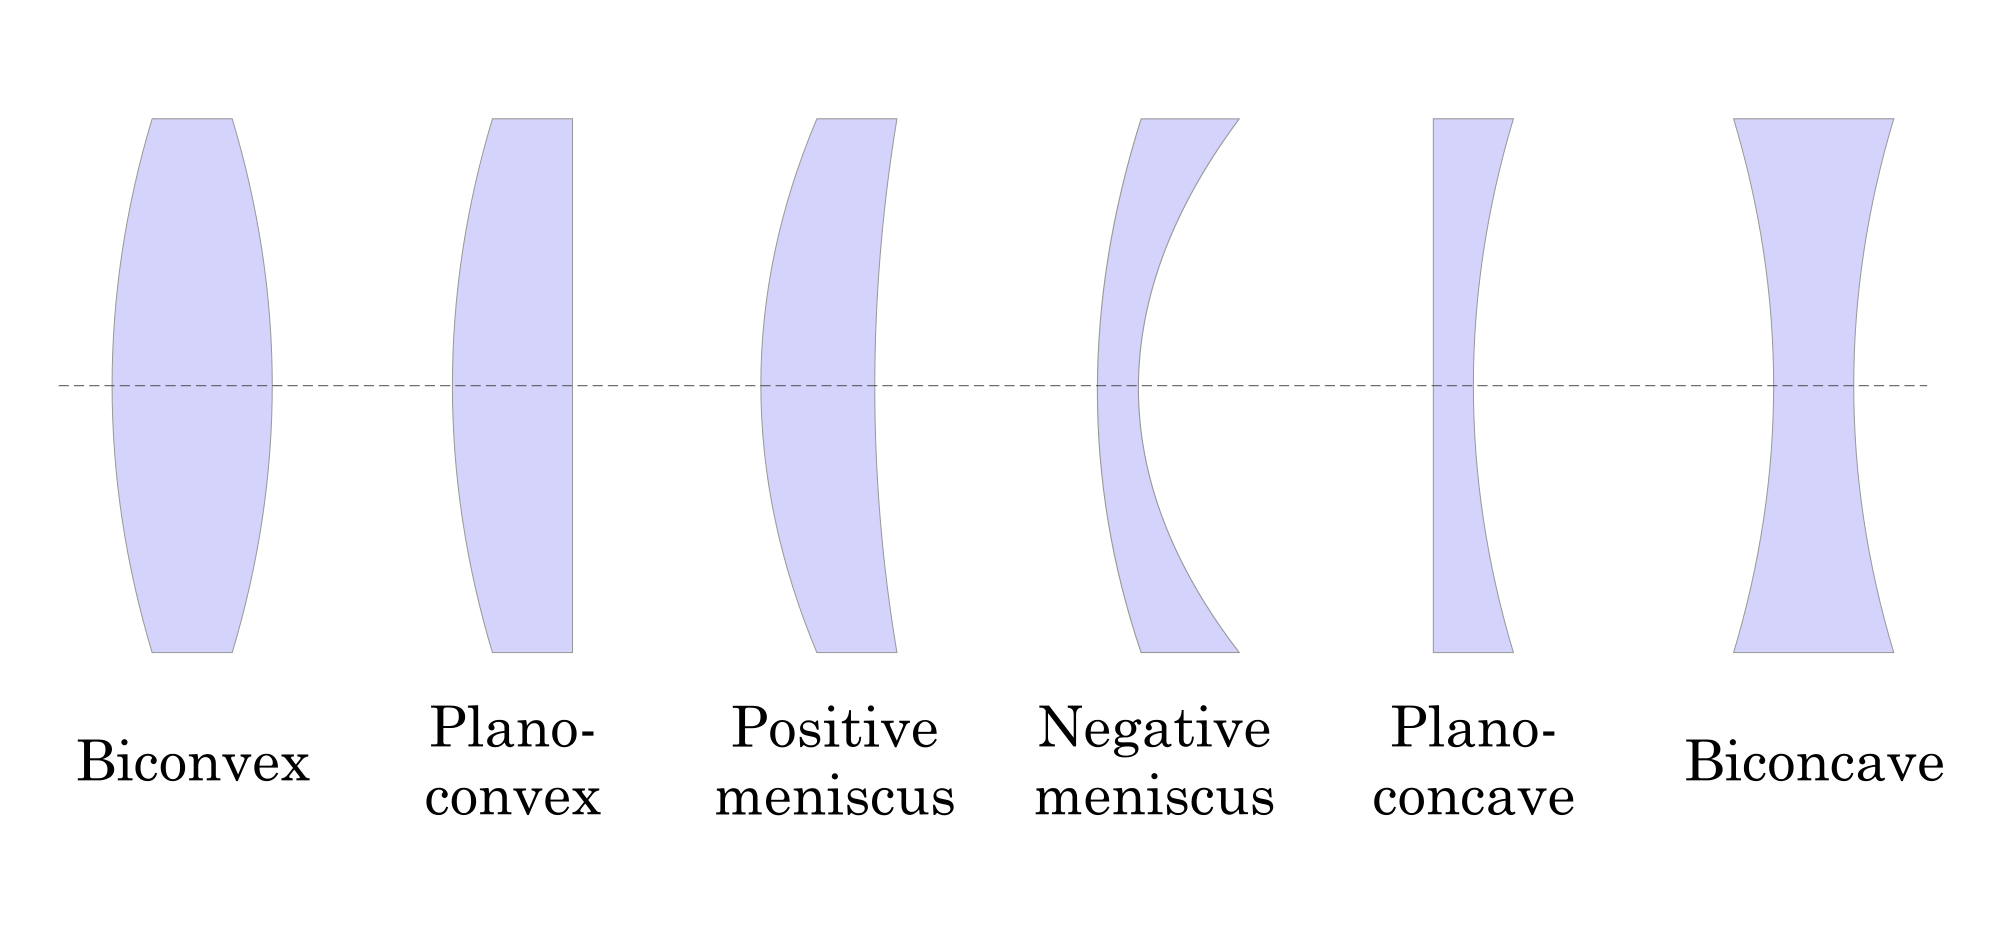 Biconvex
Plano-
convex
Positive
meniscus
Negative
meniscus
Plano-
concave
Biconcave